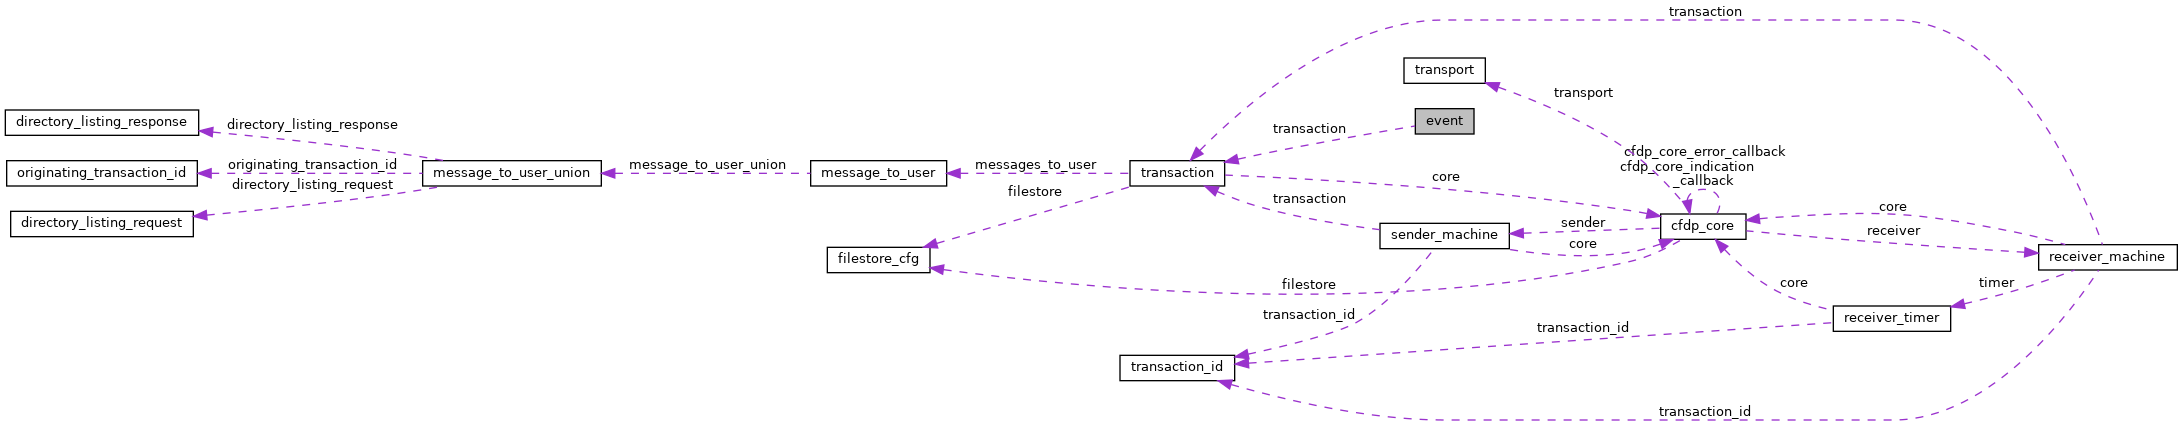 transaction
transport
transport
directory_listing_response
directory_listing_response
event
transaction
cfdp_core_error_callback
cfdp_core_indication
_callback
originating_transaction_id
originating_transaction_id
message_to_user_union
message_to_user_union
message_to_user
messages_to_user
transaction
core
directory_listing_request
directory_listing_request
filestore
transaction
core
sender
cfdp_core
receiver
sender_machine
core
filestore_cfg
receiver_machine
filestore
core
timer
transaction_id
receiver_timer
transaction_id
transaction_id
transaction_id